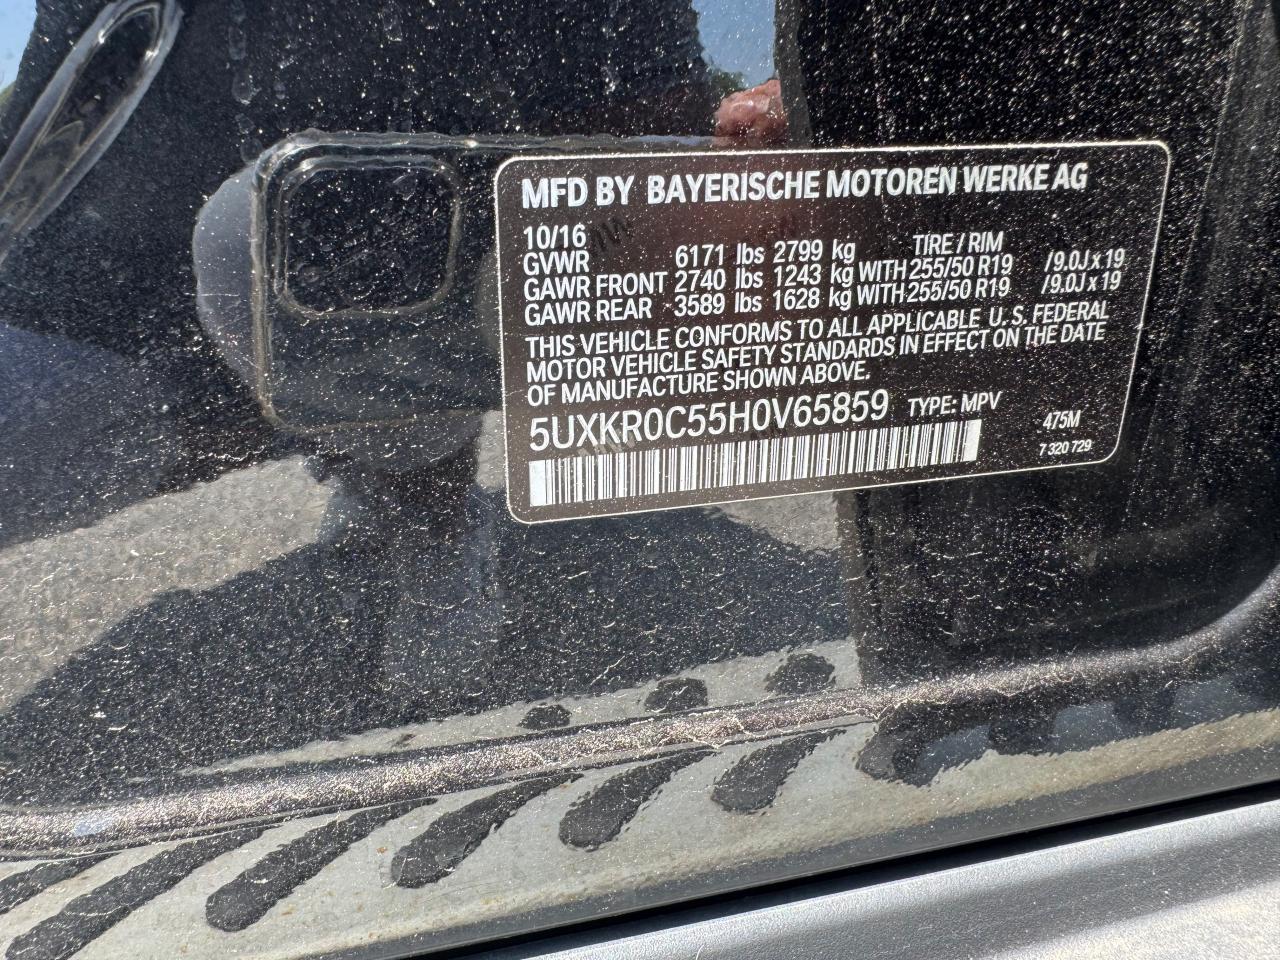 MFD BY BAYERISCHE MOTOREN WERKE AG
10/16
GVWR 6171 lbs 2799 kg TIRE / RIM
GAWR FRONT 2740 lbs 1243 kg WITH 255/50 R19 /9.0J x 19
GAWR REAR 3589 lbs 1628 kg WITH 255/50 R19 /9.0J x 19
THIS VEHICLE CONFORMS TO ALL APPLICABLE U.S. FEDERAL
MOTOR VEHICLE SAFETY STANDARDS IN EFFECT ON THE DATE
OF MANUFACTURE SHOWN ABOVE.
5UXKR0C55H0V65859 TYPE: MPV 475M
7 320 729